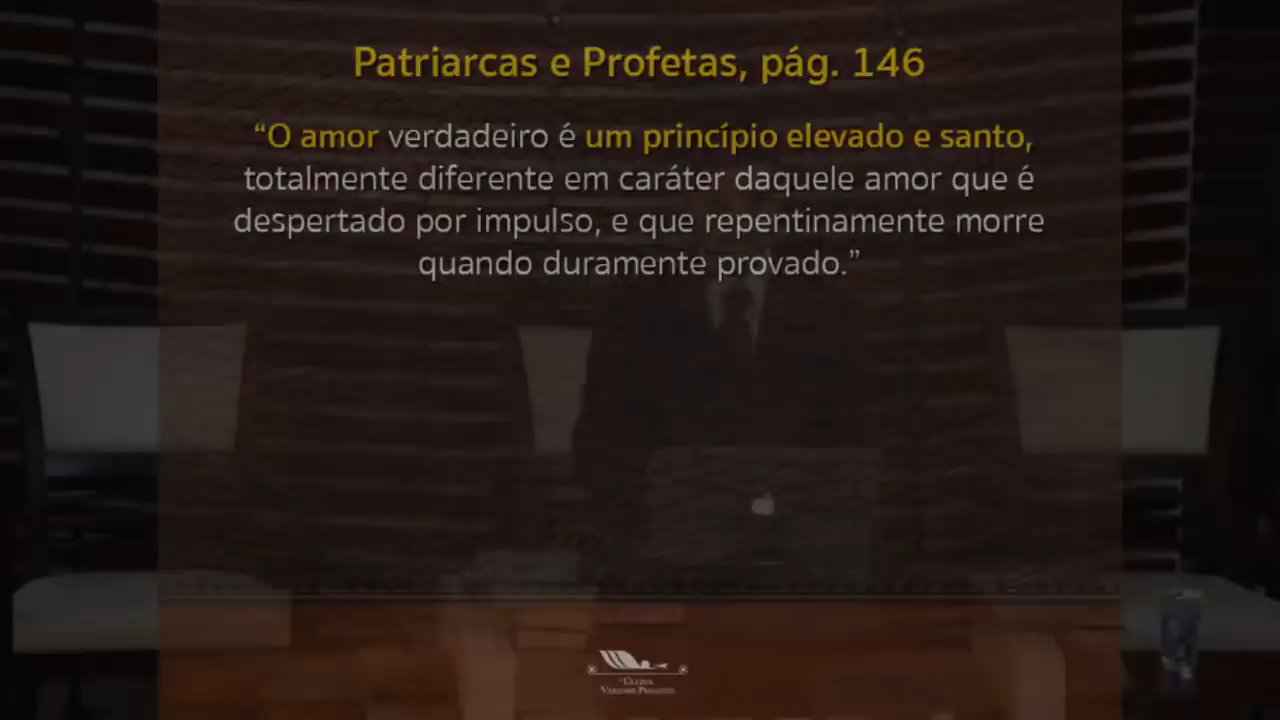 Patriarcas e Profetas, pág. 146
“O amor verdadeiro é um princípio elevado e santo,
totalmente diferente em caráter daquele amor que é
despertado por impulso, e que repentinamente morre
quando duramente provado.”